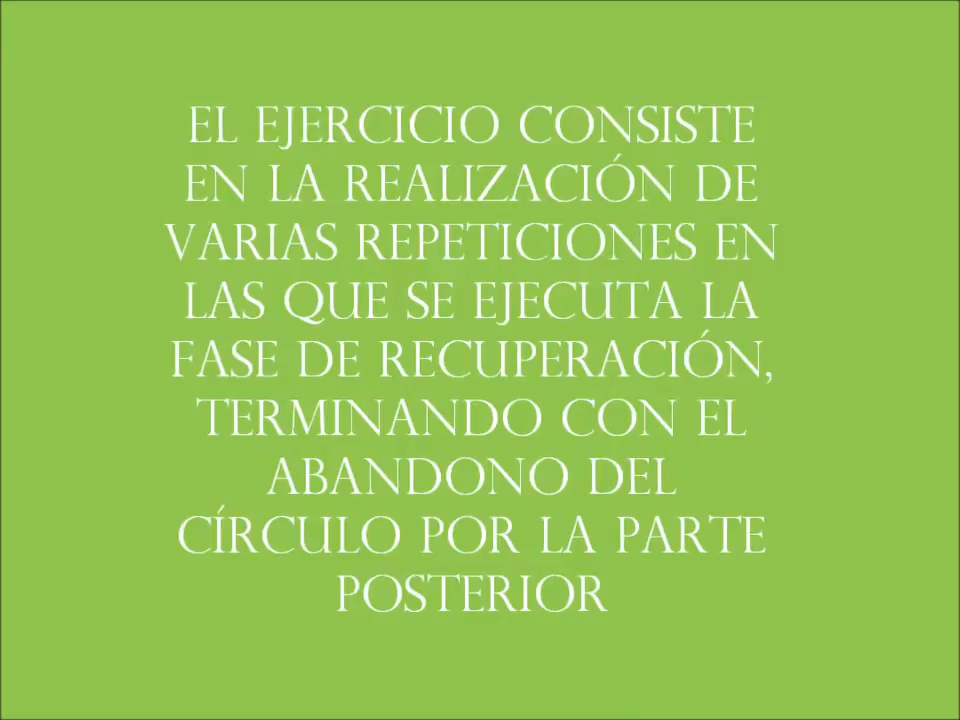 EL EJERCICIO CONSISTE
EN LA REALIZACIÓN DE
VARIAS REPETICIONES EN
LAS QUE SE EJECUTA LA
FASE DE RECUPERACIÓN,
TERMINANDO CON EL
ABANDONO DEL
CÍRCULO POR LA PARTE
POSTERIOR